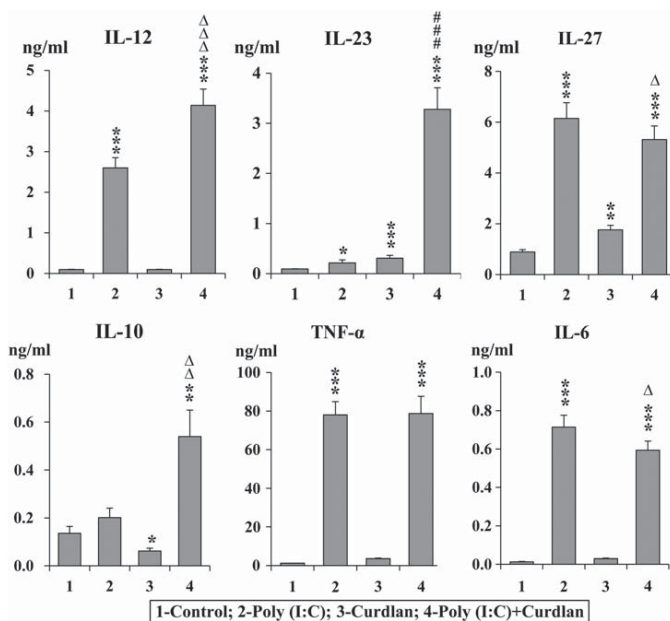 IL-12
ng/ml
5
4
3
2
1
0
***
ΔΔΔ***
1 2 3 4
IL-23
ng/ml
4
3
2
1
0
*
***
###***
1 2 3 4
IL-27
ng/ml
8
6
4
2
0
***
**
Δ***
1 2 3 4
IL-10
ng/ml
0.8
0.6
0.4
0.2
0.0
*
ΔΔ**
1 2 3 4
TNF-α
ng/ml
100
80
60
40
20
0
***
***
1 2 3 4
IL-6
ng/ml
1.0
0.8
0.6
0.4
0.2
0.0
***
Δ***
1 2 3 4
1-Control; 2-Poly (I:C); 3-Curdlan; 4-Poly (I:C)+Curdlan